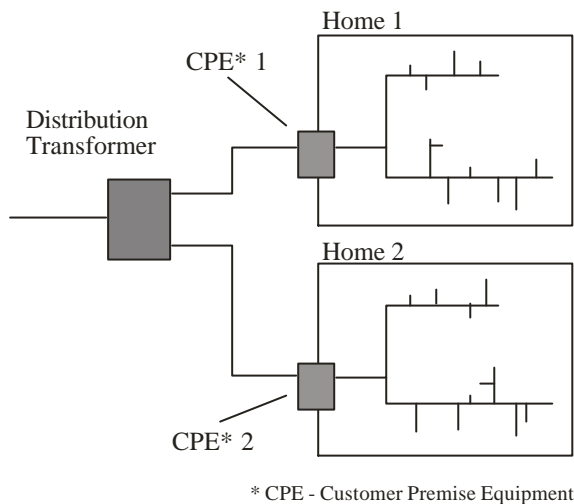 Home 1
CPE* 1
Distribution
Transformer
Home 2
CPE* 2
* CPE - Customer Premise Equipment